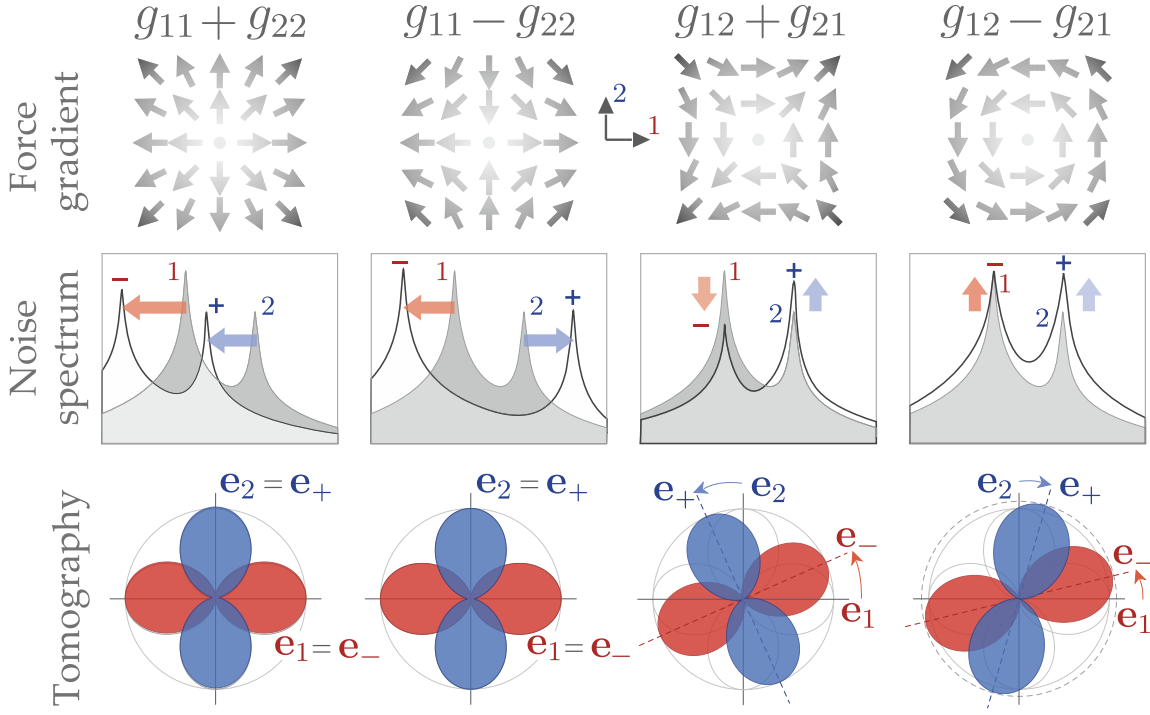 g₁₁ + g₂₂
g₁₁ − g₂₂
g₁₂ + g₂₁
g₁₂ − g₂₁
Force
gradient
2
1
Noise
spectrum
− 1 + 2
− 1 2 +
1 − 2 +
− 1 + 2
Tomography
e₂ = e₊
e₁ = e₋
e₂ = e₊
e₁ = e₋
e₊ e₂
e₋
e₁
e₂ e₊
e₋
e₁